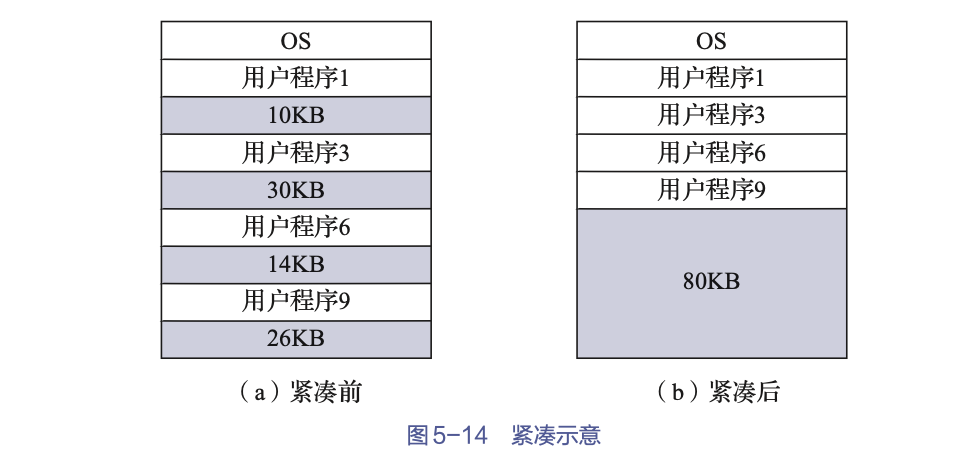 OS
用户程序1
10KB
用户程序3
30KB
用户程序6
14KB
用户程序9
26KB
（a）紧凑前
OS
用户程序1
用户程序3
用户程序6
用户程序9
80KB
（b）紧凑后
图5-14 紧凑示意